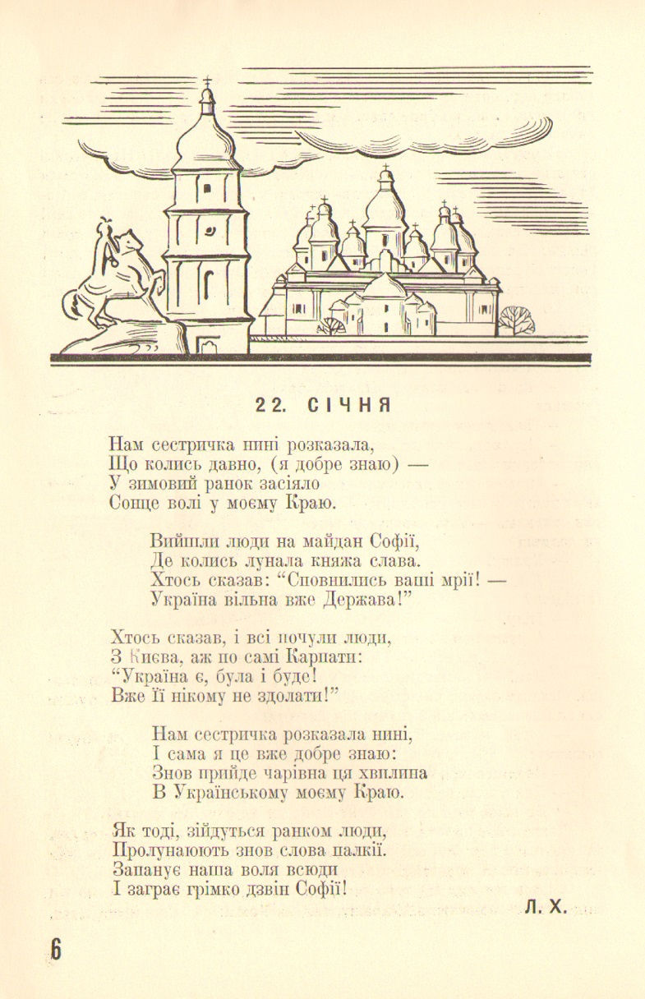 22. СІЧНЯ
Нам сестричка нині розказала,
Що колись давно, (я добре знаю) —
У зимовий ранок засіяло
Сонце волі у моєму Краю.
Вийшли люди на майдан Софії,
Де колись лунала княжа слава.
Хтось сказав: “Сповнились ваші мрії! —
Україна вільна вже Держава!”
Хтось сказав, і всі почули люди,
З Києва, аж по самі Карпати:
“Україна є, була і буде!
Вже Її нікому не здолати!”
Нам сестричка розказала нині,
І сама я це вже добре знаю:
Знов прийде чарівна ця хвилина
В Українському моєму Краю.
Як тоді, зійдуться ранком люди,
Пролунаюють знов слова палкії.
Запанує наша воля всюди
І заграє грімко дзвін Софії!
Л. Х.
6